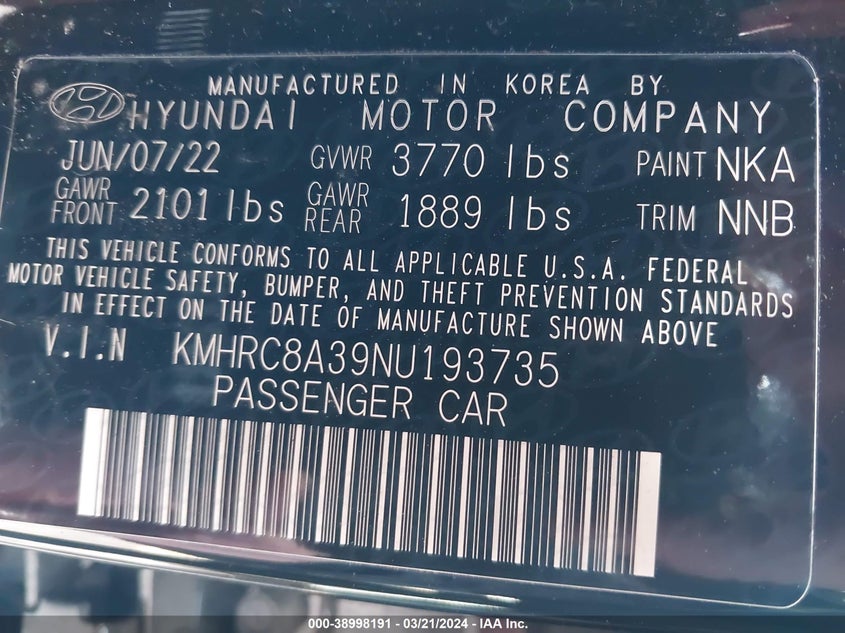 MANUFACTURED IN KOREA BY
HYUNDAI MOTOR COMPANY
JUN/07/22 GVWR 3770 lbs PAINT NKA
GAWR FRONT 2101 lbs GAWR REAR 1889 lbs TRIM NNB
THIS VEHICLE CONFORMS TO ALL APPLICABLE U.S.A. FEDERAL
MOTOR VEHICLE SAFETY, BUMPER, AND THEFT PREVENTION STANDARDS
IN EFFECT ON THE DATE OF MANUFACTURE SHOWN ABOVE
V.I.N KMHRC8A39NU193735
PASSENGER CAR
000-38998191 - 03/21/2024 - IAA Inc.